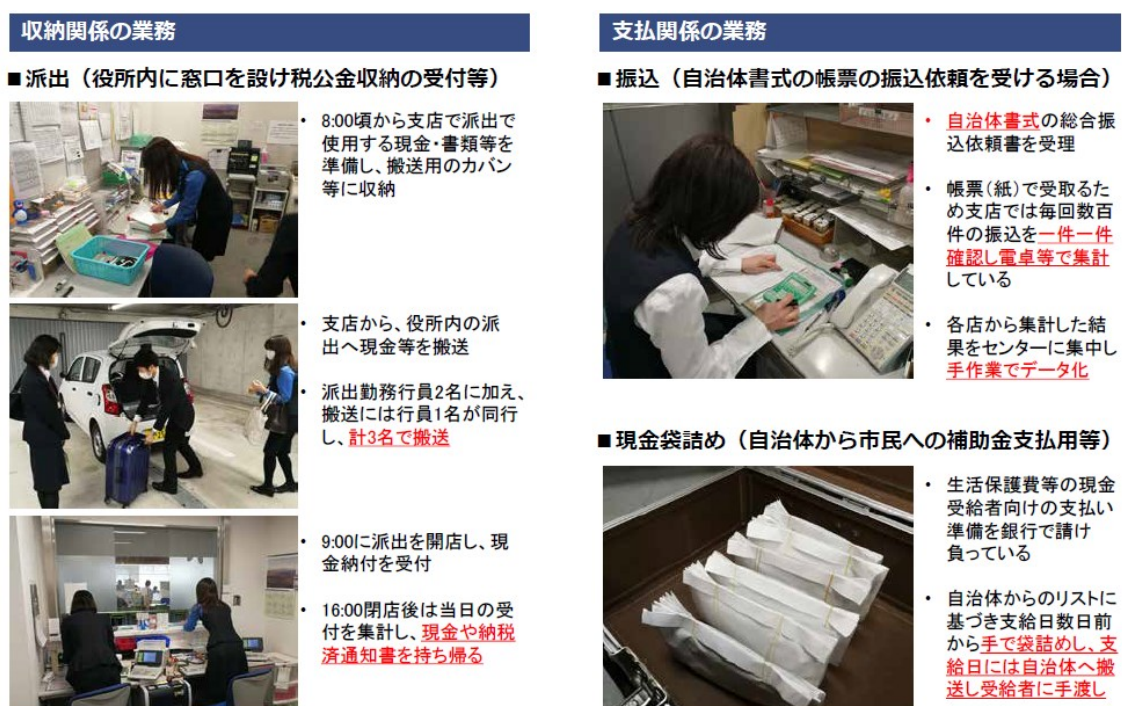 収納関係の業務
■派出（役所内に窓口を設け税公金収納の受付等）
・ 8:00頃から支店で派出で
使用する現金・書類等を
準備し、搬送用のカバン
等に収納
・ 支店から、役所内の派
出へ現金等を搬送
・ 派出勤務行員2名に加え、
搬送には行員1名が同行
し、計3名で搬送
・ 9:00に派出を開店し、現
金納付を受付
・ 16:00閉店後は当日の受
付を集計し、現金や納税
済通知書を持ち帰る
支払関係の業務
■振込（自治体書式の帳票の振込依頼を受ける場合）
・ 自治体書式の総合振
込依頼書を受理
・ 帳票（紙）で受取るた
め支店では毎回数百
件の振込を一件一件
確認し電卓等で集計
している
・ 各店から集計した結
果をセンターに集中し
手作業でデータ化
■現金袋詰め（自治体から市民への補助金支払用等）
・ 生活保護費等の現金
受給者向けの支払い
準備を銀行で請け
負っている
・ 自治体からのリストに
基づき支給日数日前
から手で袋詰めし、支
給日には自治体へ搬
送し受給者に手渡し